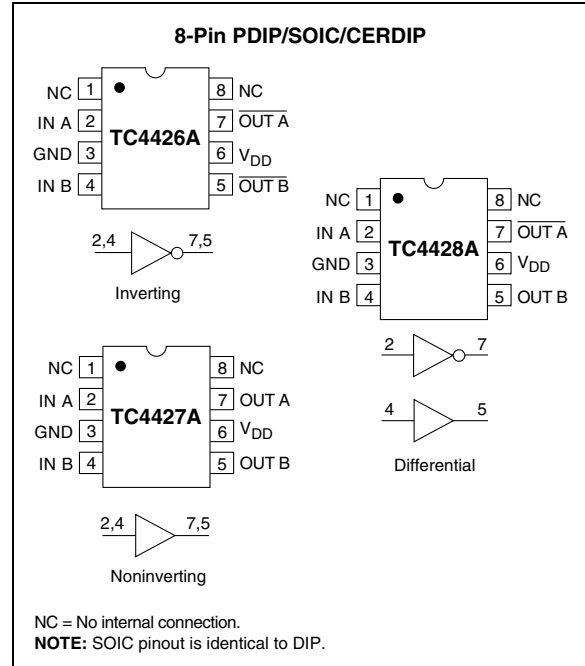 8-Pin PDIP/SOIC/CERDIP
NC 1 8 NC
IN A 2 7 OUT A
GND 3 6 VDD
IN B 4 5 OUT B
TC4426A
2,4 7,5
Inverting
NC 1 8 NC
IN A 2 7 OUT A
GND 3 6 VDD
IN B 4 5 OUT B
TC4428A
2 7
4 5
Differential
NC 1 8 NC
IN A 2 7 OUT A
GND 3 6 VDD
IN B 4 5 OUT B
TC4427A
2,4 7,5
Noninverting
NC = No internal connection.
NOTE: SOIC pinout is identical to DIP.